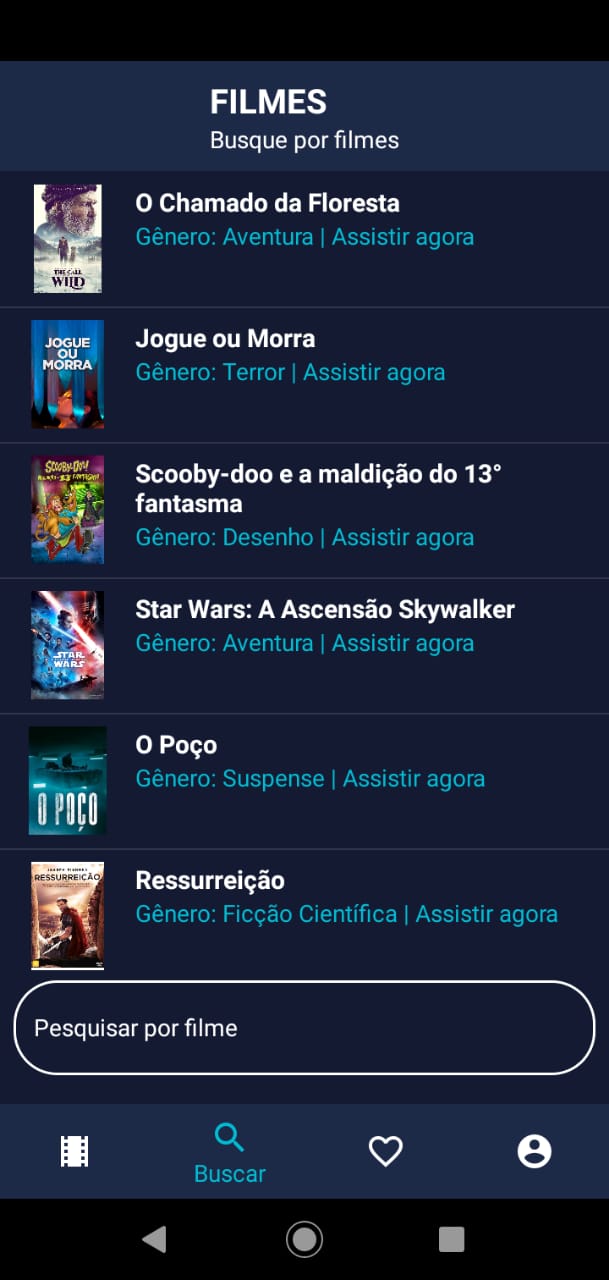 FILMES
Busque por filmes
THE CALL
WILD
O Chamado da Floresta
Gênero: Aventura | Assistir agora
JOGUE
OU
MORRA
Jogue ou Morra
Gênero: Terror | Assistir agora
SCOOBY-DOO!
Scooby-doo e a maldição do 13°
fantasma
Gênero: Desenho | Assistir agora
STAR
WARS
Star Wars: A Ascensão Skywalker
Gênero: Aventura | Assistir agora
O POÇO
O Poço
Gênero: Suspense | Assistir agora
RESSURREIÇÃO
Ressurreição
Gênero: Ficção Científica | Assistir agora
Pesquisar por filme
Buscar